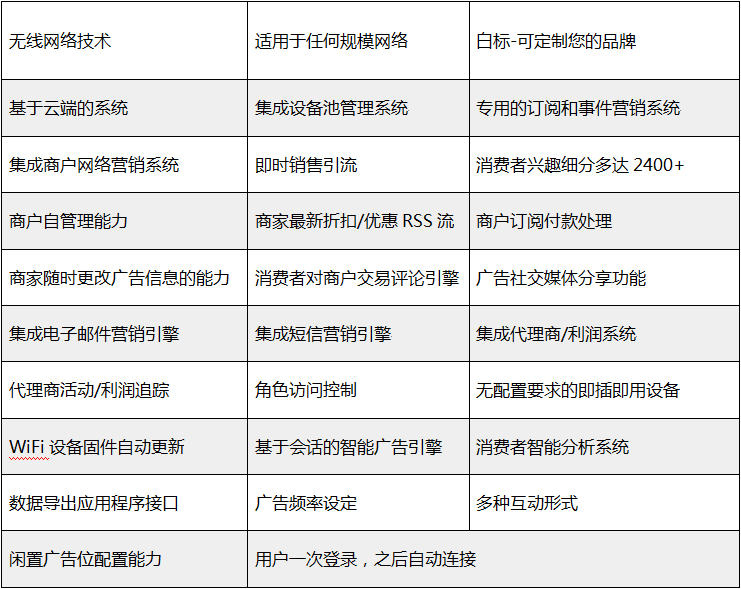 无线网络技术
适用于任何规模网络
白标-可定制您的品牌
基于云端的系统
集成设备池管理系统
专用的订阅和事件营销系统
集成商户网络营销系统
即时销售引流
消费者兴趣细分多达 2400+
商户自管理能力
商家最新折扣/优惠 RSS 流
商户订阅付款处理
商家随时更改广告信息的能力
消费者对商户交易评论引擎
广告社交媒体分享功能
集成电子邮件营销引擎
集成短信营销引擎
集成代理商/利润系统
代理商活动/利润追踪
角色访问控制
无配置要求的即插即用设备
WiFi 设备固件自动更新
基于会话的智能广告引擎
消费者智能分析系统
数据导出应用程序接口
广告频率设定
多种互动形式
闲置广告位配置能力
用户一次登录，之后自动连接